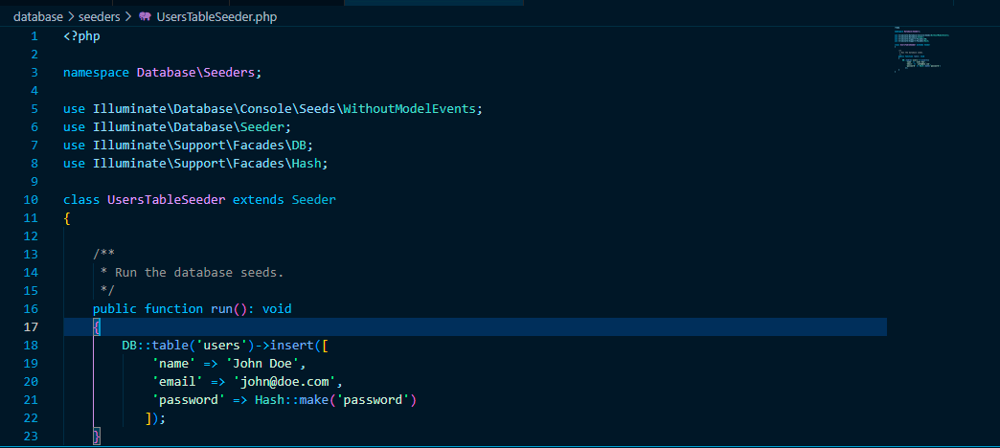 database > seeders > UsersTableSeeder.php
1 <?php
2
3 namespace Database\Seeders;
4
5 use Illuminate\Database\Console\Seeds\WithoutModelEvents;
6 use Illuminate\Database\Seeder;
7 use Illuminate\Support\Facades\DB;
8 use Illuminate\Support\Facades\Hash;
9
10 class UsersTableSeeder extends Seeder
11 {
12
13     /**
14      * Run the database seeds.
15      */
16     public function run(): void
17     {
18         DB::table('users')->insert([
19             'name' => 'John Doe',
20             'email' => 'john@doe.com',
21             'password' => Hash::make('password')
22            ]);
23     }